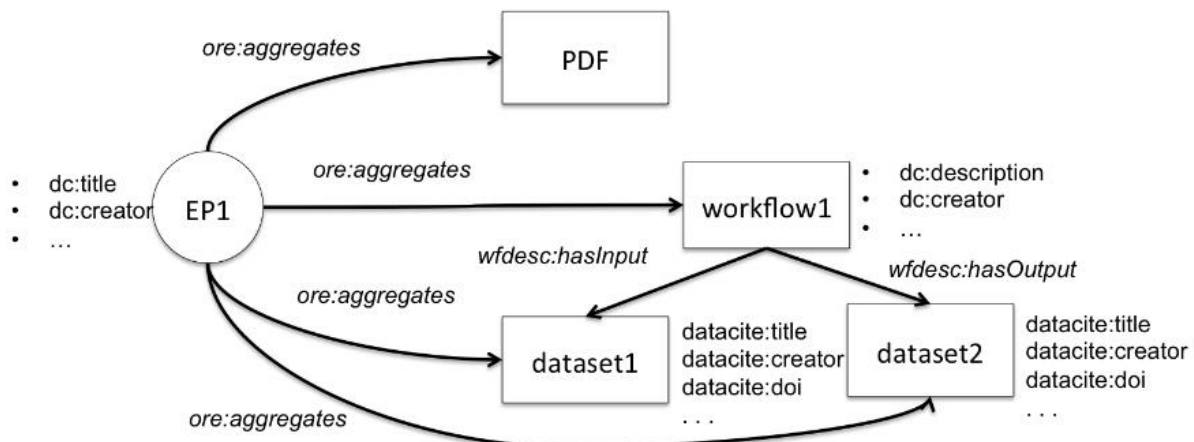 ore:aggregates
PDF
ore:aggregates
• dc:title
• dc:creator
• ...
EP1
workflow1
• dc:description
• dc:creator
• ...
wfdesc:hasInput
wfdesc:hasOutput
ore:aggregates
dataset1
datacite:title
datacite:creator
datacite:doi
. . .
dataset2
datacite:title
datacite:creator
datacite:doi
. . .
ore:aggregates